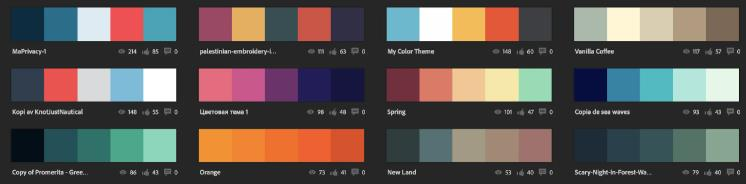 MaPrivacy-1 214 85 0
palestinian-embroidery-i... 111 63 0
My Color Theme 148 60 0
Vanilla Coffee 117 57 0
Kopi av KnotJustNautical 148 55 0
Цветовая тема 1 98 48 0
Spring 101 47 0
Copia de sea waves 93 43 0
Copy of Promerita - Gree... 86 43 0
Orange 73 41 0
New Land 53 40 0
Scary-Night-in-Forest-Wa... 79 40 0